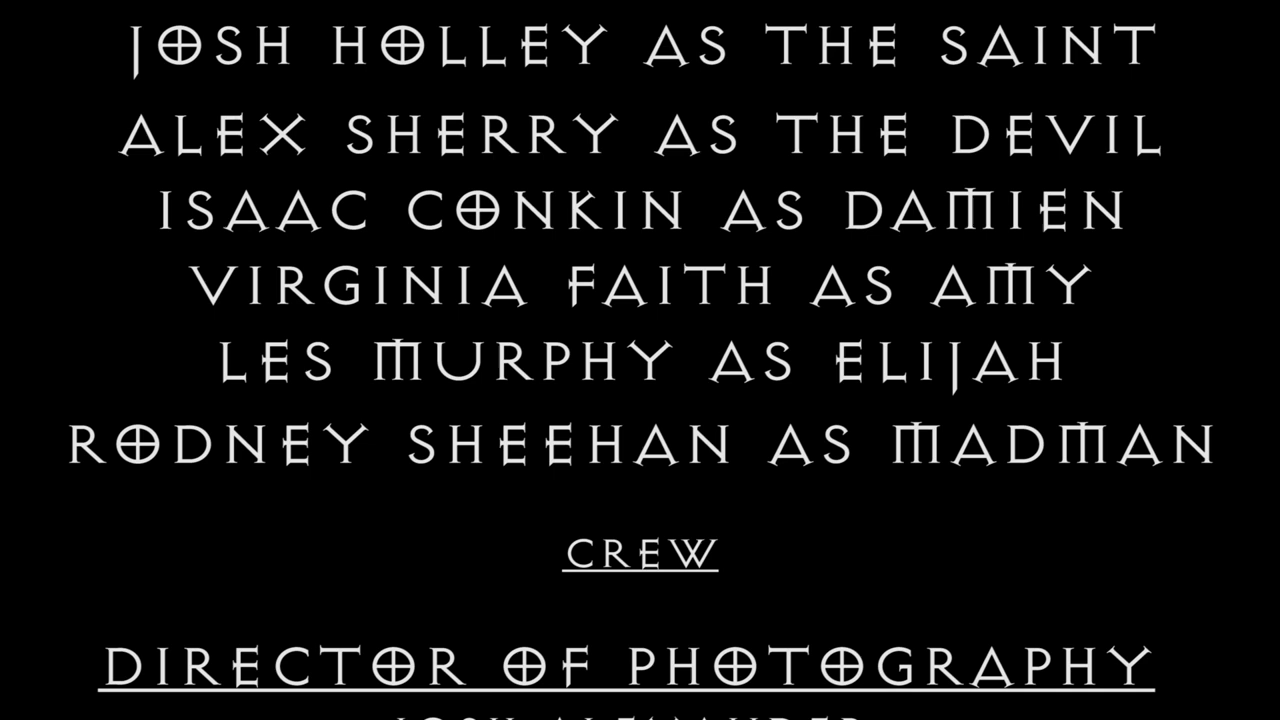 JOSH HOLLEY AS THE SAINT
ALEX SHERRY AS THE DEVIL
ISAAC CONKIN AS DAMIEN
VIRGINIA FAITH AS AMY
LES MURPHY AS ELIJAH
RODNEY SHEEHAN AS MADMAN
CREW
DIRECTOR OF PHOTOGRAPHY